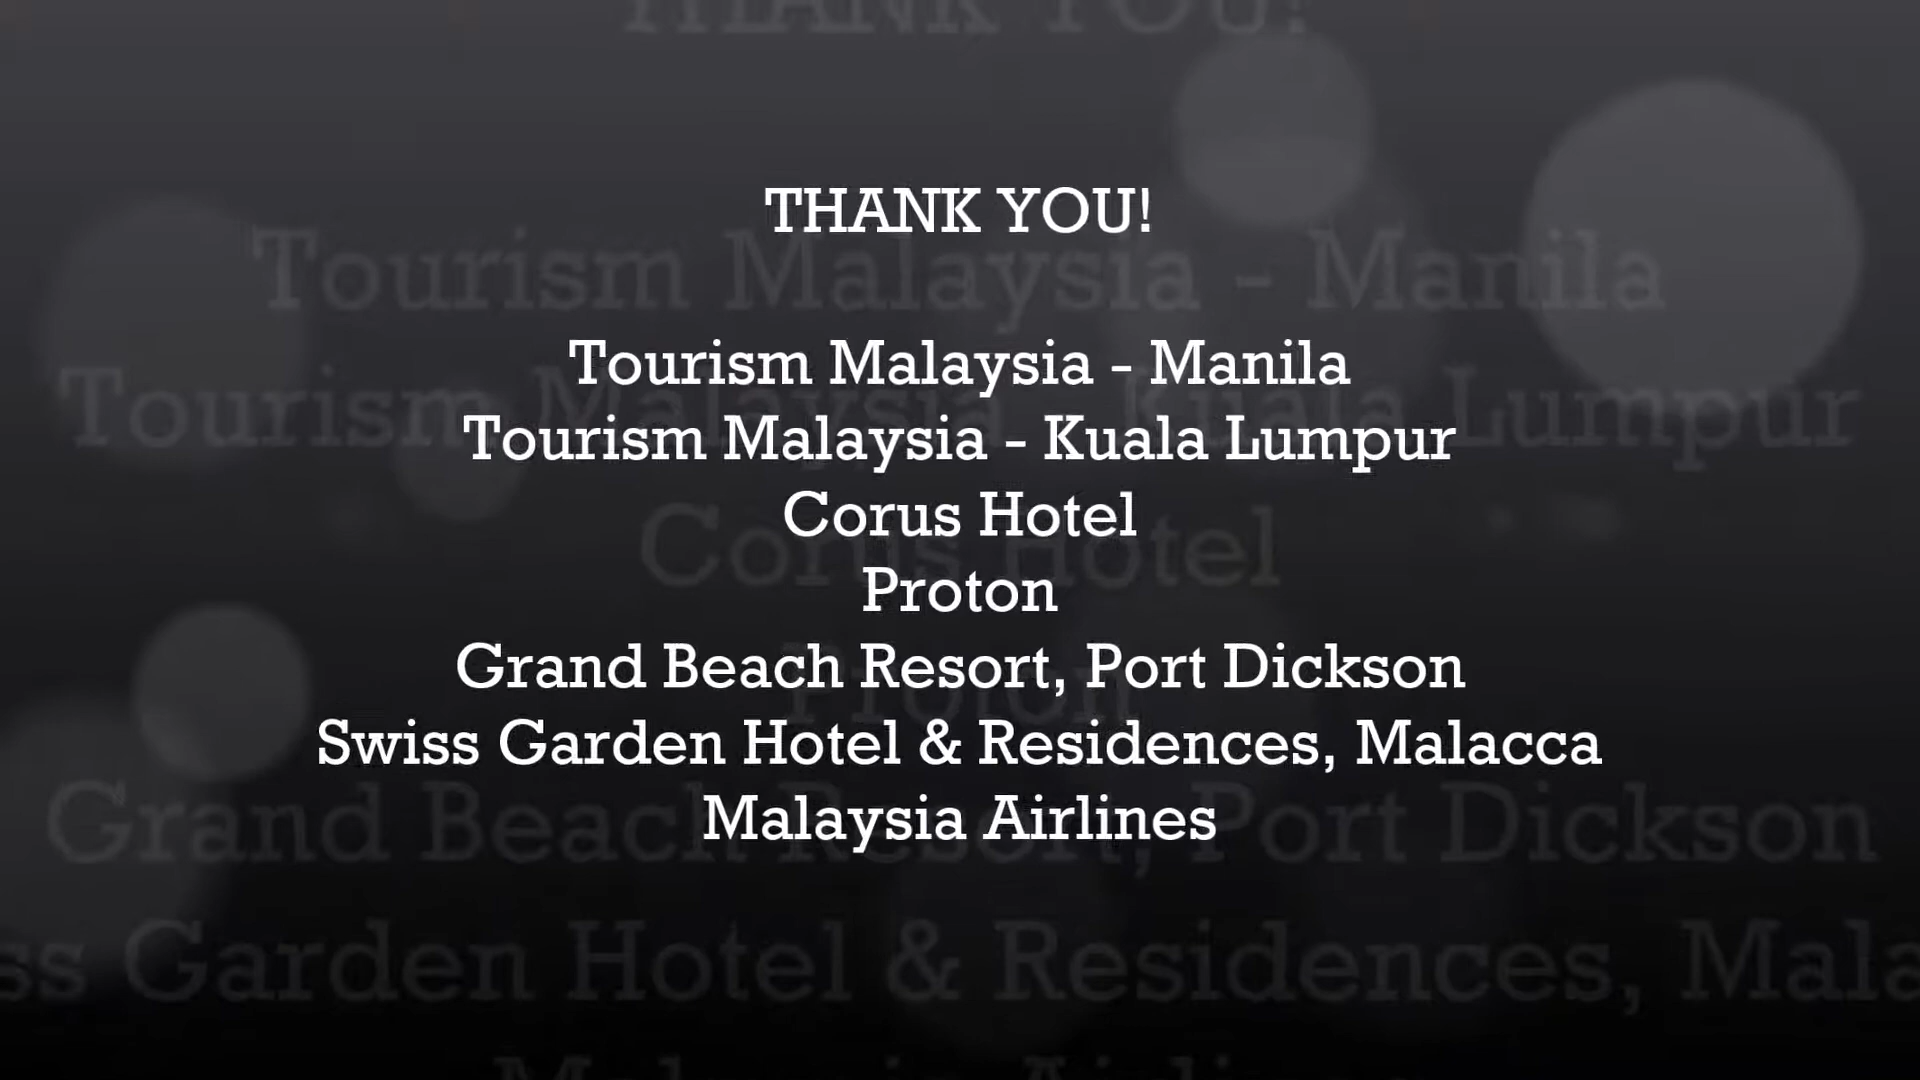 THANK YOU!
Tourism Malaysia - Manila
Tourism Malaysia - Kuala Lumpur
Corus Hotel
Proton
Grand Beach Resort, Port Dickson
Swiss Garden Hotel & Residences, Malacca
Malaysia Airlines